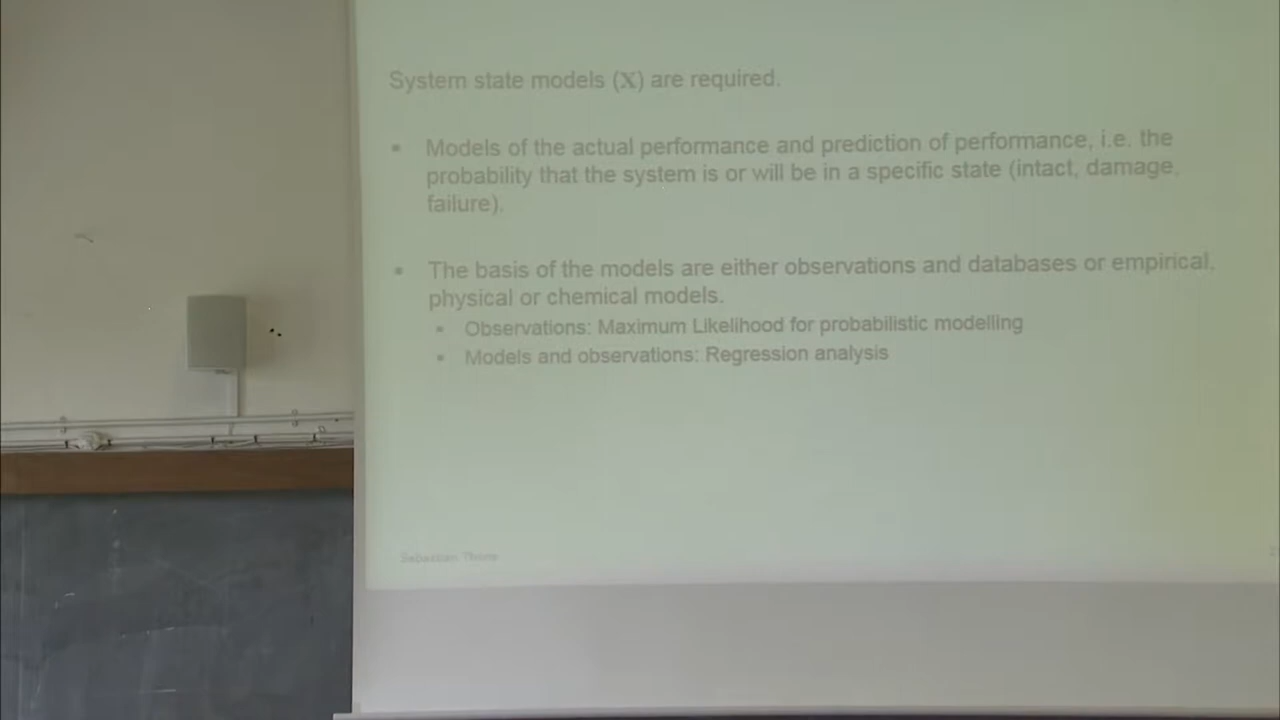 System state models (X) are required.
• Models of the actual performance and prediction of performance, i.e. the
probability that the system is or will be in a specific state (intact, damage,
failure).
• The basis of the models are either observations and databases or empirical,
physical or chemical models.
• Observations: Maximum Likelihood for probabilistic modelling
• Models and observations: Regression analysis
Sebastian